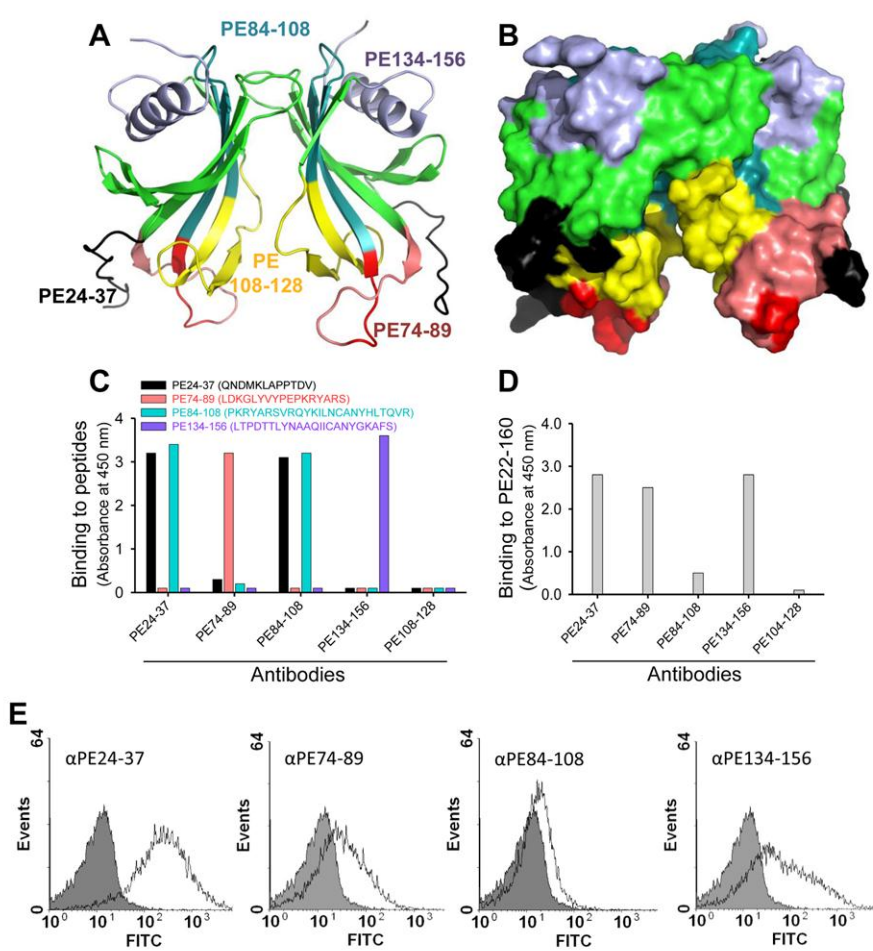 A
PE84-108
PE134-156
PE24-37
PE
108-128
PE74-89
B
C
PE24-37 (QNDMKLAPPTDV)
PE74-89 (LDKGLYVYPEPKRYARS)
PE84-108 (PKRYARSVRQYKILNCANYHLTQVR)
PE134-156 (LTPDTTLYNAAQIICANYGKAFS)
Binding to peptides
(Absorbance at 450 nm)
4
3
2
1
0
PE24-37
PE74-89
PE84-108
PE134-156
PE108-128
Antibodies
D
Binding to PE22-160
(Absorbance at 450 nm)
4.0
3.0
2.0
1.0
0.0
PE24-37
PE74-89
PE84-108
PE134-156
PE104-128
Antibodies
E
αPE24-37
64
Events
0
10⁰ 10¹ 10² 10³
FITC
αPE74-89
64
Events
0
10⁰ 10¹ 10² 10³
FITC
αPE84-108
64
Events
0
10⁰ 10¹ 10² 10³
FITC
αPE134-156
64
Events
0
10⁰ 10¹ 10² 10³
FITC